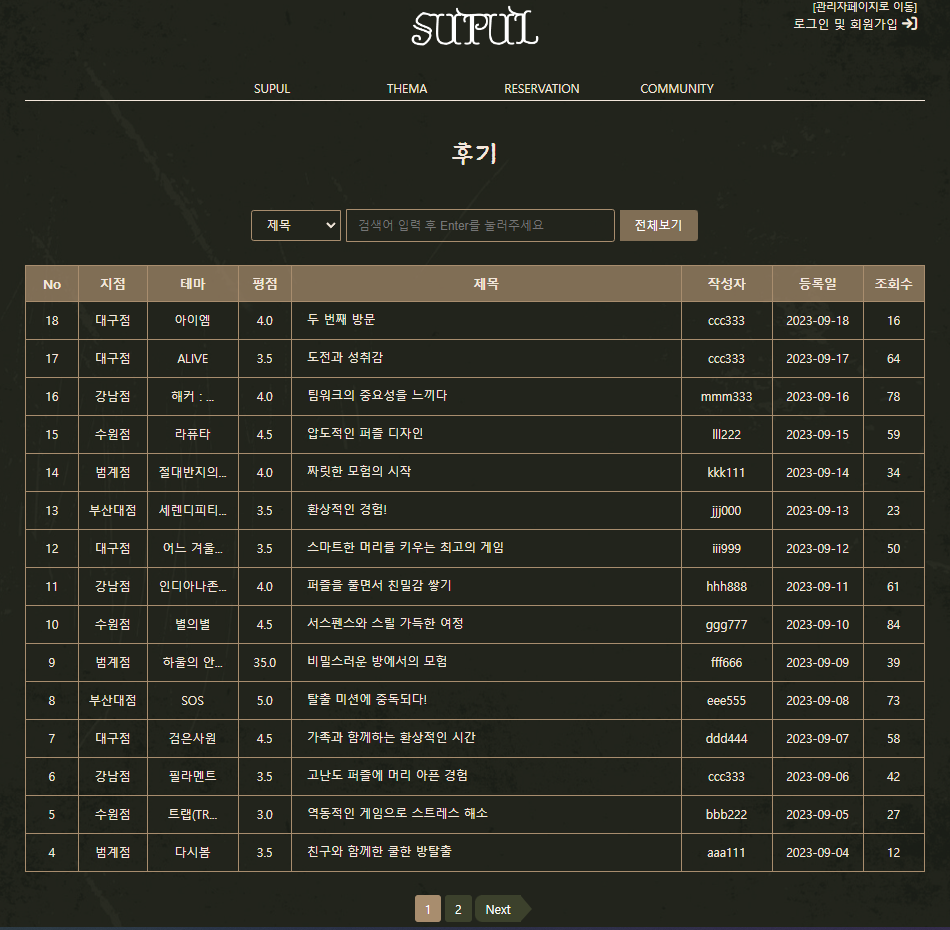 [관리자페이지로 이동]
SUPUL
로그인 및 회원가입
SUPUL THEMA RESERVATION COMMUNITY
후기
제목 검색어 입력 후 Enter를 눌러주세요 전체보기
No 지점 테마 평점 제목 작성자 등록일 조회수
18 대구점 아이엠 4.0 두 번째 방문 ccc333 2023-09-18 16
17 대구점 ALIVE 3.5 도전과 성취감 ccc333 2023-09-17 64
16 강남점 해커 : ... 4.0 팀워크의 중요성을 느끼다 mmm333 2023-09-16 78
15 수원점 라퓨타 4.5 압도적인 퍼즐 디자인 lll222 2023-09-15 59
14 범계점 절대반지의... 4.0 짜릿한 모험의 시작 kkk111 2023-09-14 34
13 부산대점 세렌디피티... 3.5 환상적인 경험! jjj000 2023-09-13 23
12 대구점 어느 겨울... 3.5 스마트한 머리를 키우는 최고의 게임 iii999 2023-09-12 50
11 강남점 인디아나존... 4.0 퍼즐을 풀면서 친밀감 쌓기 hhh888 2023-09-11 61
10 수원점 별의별 4.5 서스펜스와 스릴 가득한 여정 ggg777 2023-09-10 84
9 범계점 하울의 안... 35.0 비밀스러운 방에서의 모험 fff666 2023-09-09 39
8 부산대점 SOS 5.0 탈출 미션에 중독되다! eee555 2023-09-08 73
7 대구점 검은사원 4.5 가족과 함께하는 환상적인 시간 ddd444 2023-09-07 58
6 강남점 필라멘트 3.5 고난도 퍼즐에 머리 아픈 경험 ccc333 2023-09-06 42
5 수원점 트랩(TR... 3.0 역동적인 게임으로 스트레스 해소 bbb222 2023-09-05 27
4 범계점 다시봄 3.5 친구와 함께한 쿨한 방탈출 aaa111 2023-09-04 12
1 2 Next